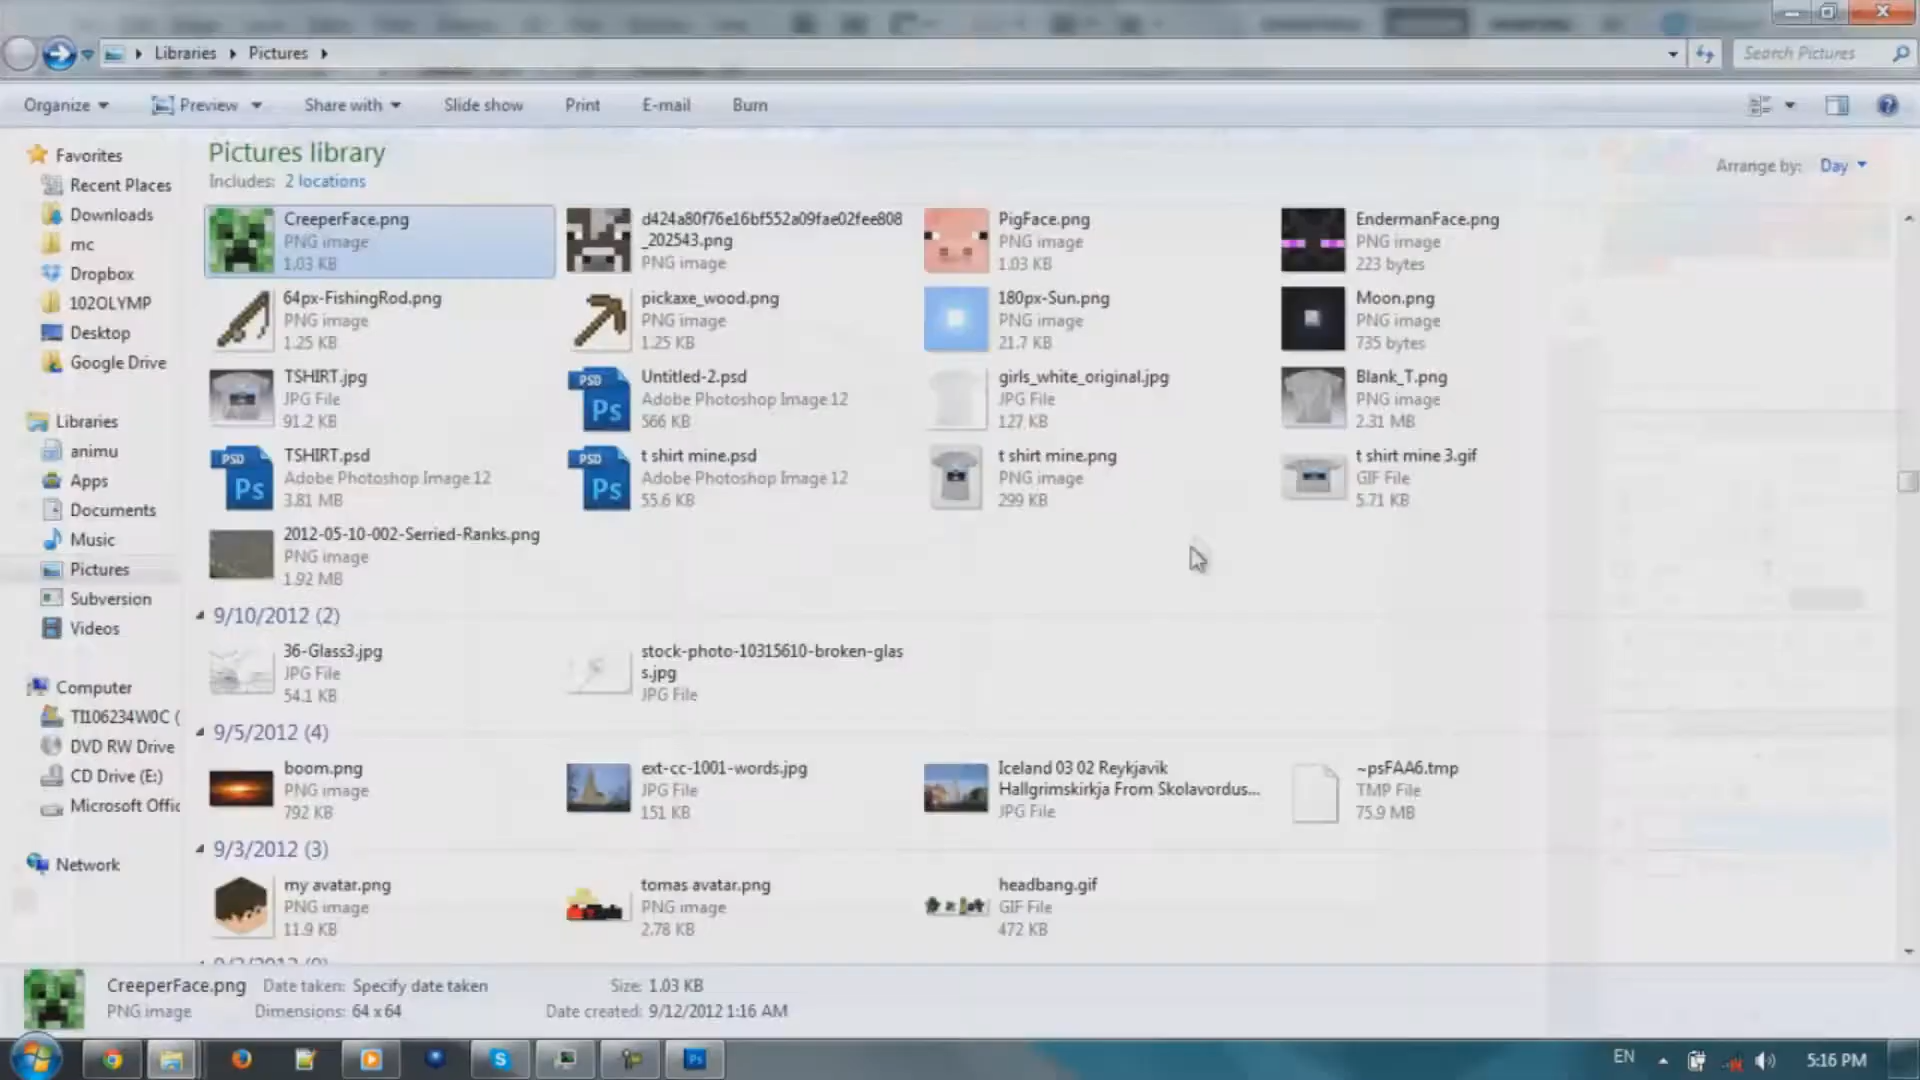 Libraries Pictures
Search Pictures
Organize Preview Share with Slide show Print E-mail Burn
Pictures library
Includes: 2 locations
Arrange by: Day
Favorites
Recent Places
Downloads
mc
Dropbox
102OLYMP
Desktop
Google Drive
Libraries
animu
Apps
Documents
Music
Pictures
Subversion
Videos
Computer
TI106234W0C (
DVD RW Drive
CD Drive (E:)
Microsoft Offic
Network
CreeperFace.png
PNG image
1.03 KB
d424a80f76e16bf552a09fae02fee808
_202543.png
PNG image
PigFace.png
PNG image
1.03 KB
EndermanFace.png
PNG image
223 bytes
64px-FishingRod.png
PNG image
1.25 KB
pickaxe_wood.png
PNG image
1.25 KB
180px-Sun.png
PNG image
21.7 KB
Moon.png
PNG image
735 bytes
TSHIRT.jpg
JPG File
91.2 KB
PSD
Ps
Untitled-2.psd
Adobe Photoshop Image 12
566 KB
girls_white_original.jpg
JPG File
127 KB
Blank_T.png
PNG image
2.31 MB
PSD
Ps
TSHIRT.psd
Adobe Photoshop Image 12
3.81 MB
PSD
Ps
t shirt mine.psd
Adobe Photoshop Image 12
55.6 KB
t shirt mine.png
PNG image
299 KB
t shirt mine 3.gif
GIF File
5.71 KB
2012-05-10-002-Serried-Ranks.png
PNG image
1.92 MB
9/10/2012 (2)
36-Glass3.jpg
JPG File
54.1 KB
stock-photo-10315610-broken-glas
s.jpg
JPG File
9/5/2012 (4)
boom.png
PNG image
792 KB
ext-cc-1001-words.jpg
JPG File
151 KB
Iceland 03 02 Reykjavik
Hallgrimskirkja From Skolavordus...
JPG File
~psFAA6.tmp
TMP File
75.9 MB
9/3/2012 (3)
my avatar.png
PNG image
11.9 KB
tomas avatar.png
PNG image
2.78 KB
headbang.gif
GIF File
472 KB
CreeperFace.png Date taken: Specify date taken Size: 1.03 KB
PNG image Dimensions: 64 x 64 Date created: 9/12/2012 1:16 AM
S
Ps
EN
5:16 PM